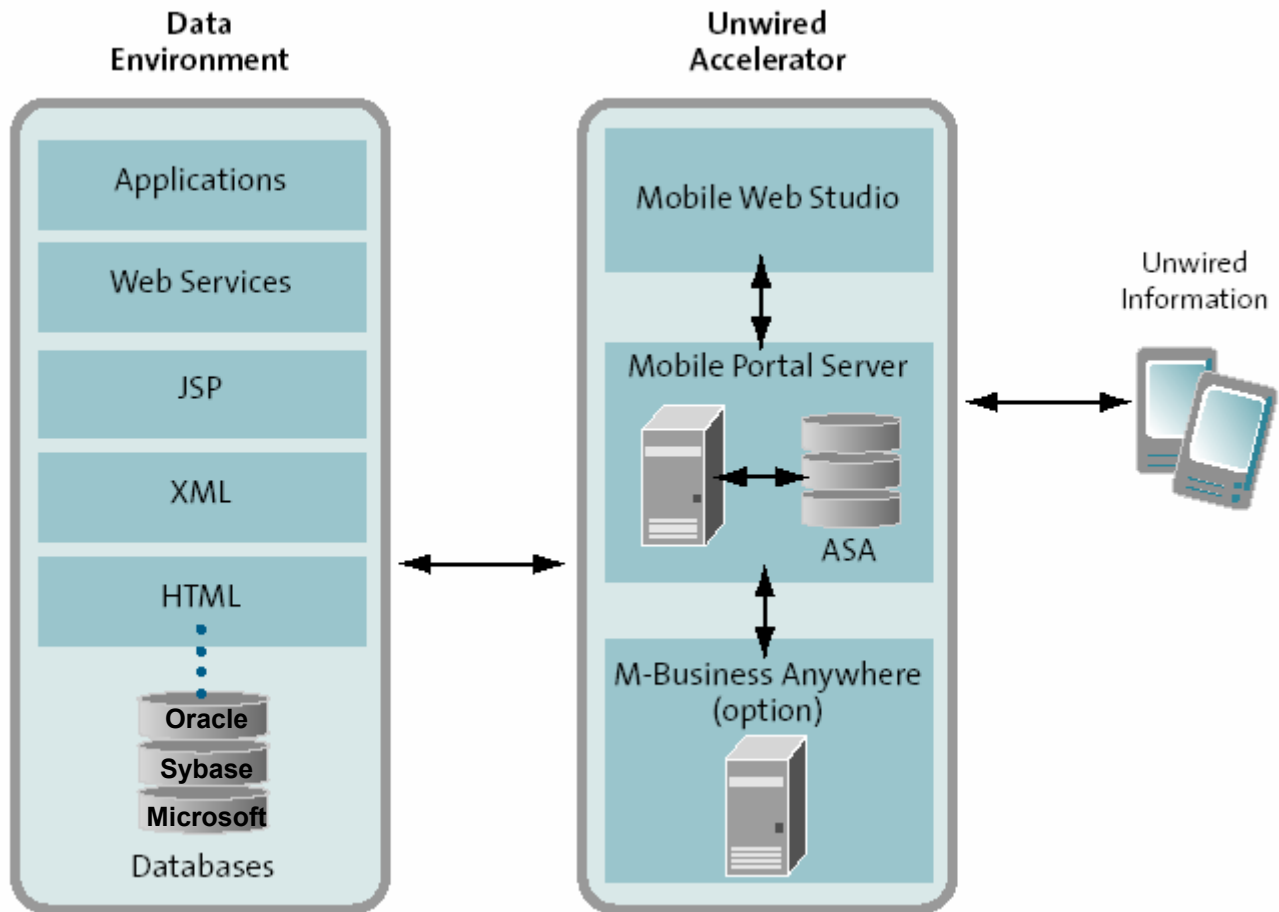 Data
Environment
Applications
Web Services
JSP
XML
HTML
Oracle
Sybase
Microsoft
Databases
Unwired
Accelerator
Mobile Web Studio
Mobile Portal Server
ASA
M-Business Anywhere
(option)
Unwired
Information